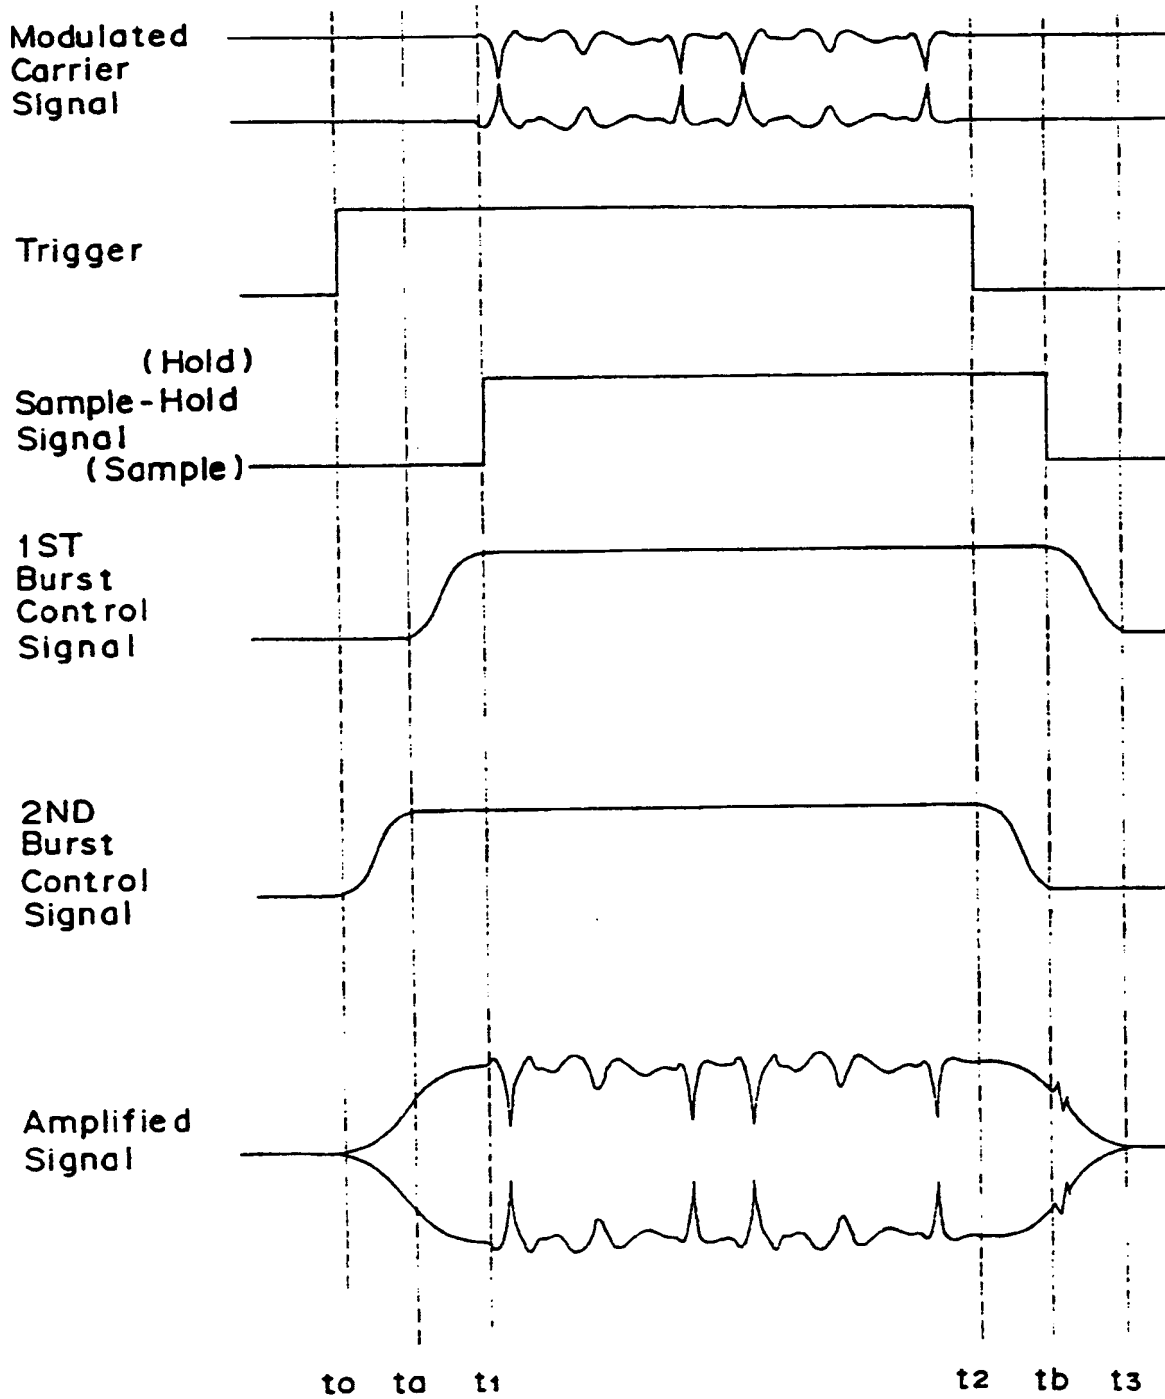 Modulated
Carrier
Signal
Trigger
(Hold)
Sample-Hold
Signal
(Sample)
1ST
Burst
Control
Signal
2ND
Burst
Control
Signal
Amplified
Signal
to ta t1 t2 tb t3